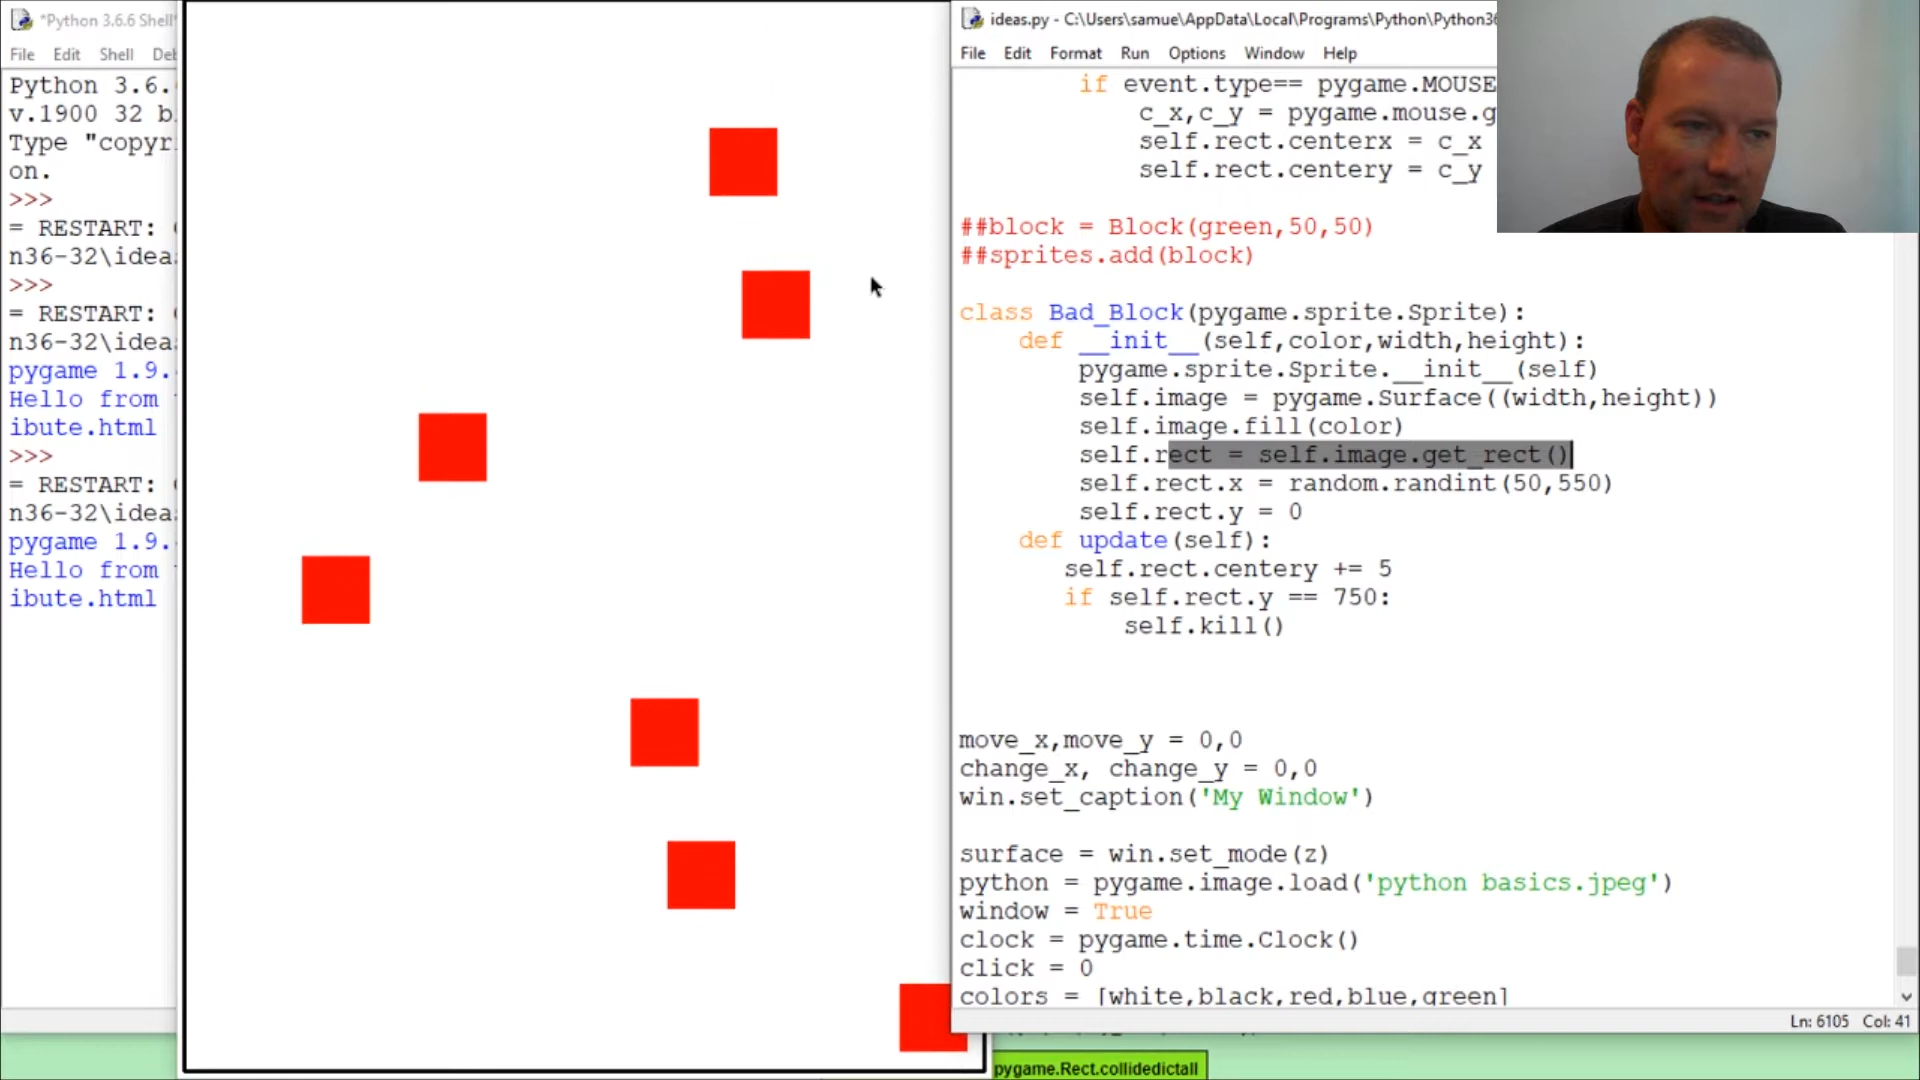 *Python 3.6.6 Shell*
File Edit Shell Deb
Python 3.6.
v.1900 32 b
Type "copyr
on.
>>>
= RESTART:
n36-32\idea
>>>
= RESTART:
n36-32\idea
pygame 1.9.
Hello from
ibute.html
>>>
= RESTART:
n36-32\idea
pygame 1.9.
Hello from
ibute.html
ideas.py - C:\Users\samue\AppData\Local\Programs\Python\Python36
File Edit Format Run Options Window Help
if event.type== pygame.MOUSE
c_x,c_y = pygame.mouse.g
self.rect.centerx = c_x
self.rect.centery = c_y
##block = Block(green,50,50)
##sprites.add(block)
class Bad_Block(pygame.sprite.Sprite):
def __init__(self,color,width,height):
pygame.sprite.Sprite.__init__(self)
self.image = pygame.Surface((width,height))
self.image.fill(color)
self.rect = self.image.get_rect()
self.rect.x = random.randint(50,550)
self.rect.y = 0
def update(self):
self.rect.centery += 5
if self.rect.y == 750:
self.kill()
move_x,move_y = 0,0
change_x, change_y = 0,0
win.set_caption('My Window')
surface = win.set_mode(z)
python = pygame.image.load('python basics.jpeg')
window = True
clock = pygame.time.Clock()
click = 0
colors = [white,black,red,blue,green]
Ln: 6105 Col: 41
pygame.Rect.collidedictall